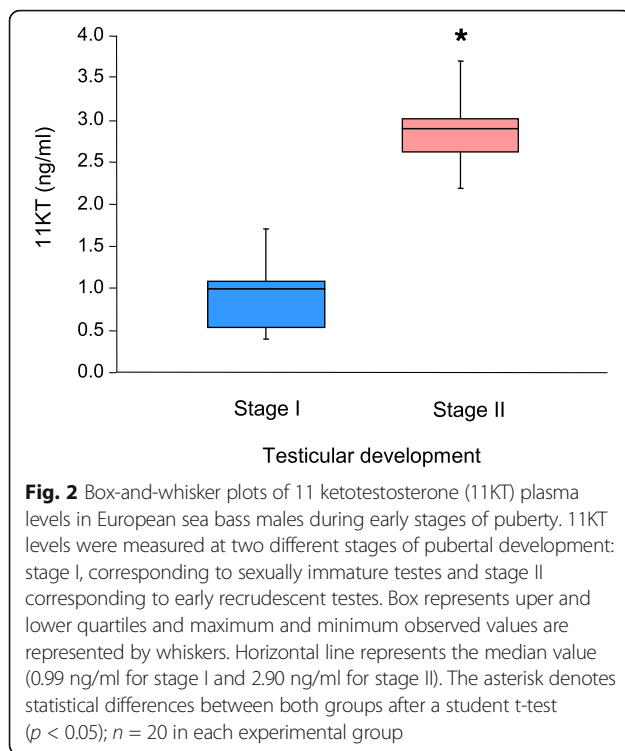 4.0
*
3.5
3.0
2.5
2.0
1.5
1.0
0.5
0.0
11KT (ng/ml)
Stage I
Stage II
Testicular development
Fig. 2 Box-and-whisker plots of 11 ketotestosterone (11KT) plasma
levels in European sea bass males during early stages of puberty. 11KT
levels were measured at two different stages of pubertal development:
stage I, corresponding to sexually immature testes and stage II
corresponding to early recrudescent testes. Box represents uper and
lower quartiles and maximum and minimum observed values are
represented by whiskers. Horizontal line represents the median value
(0.99 ng/ml for stage I and 2.90 ng/ml for stage II). The asterisk denotes
statistical differences between both groups after a student t-test
(p < 0.05); n = 20 in each experimental group